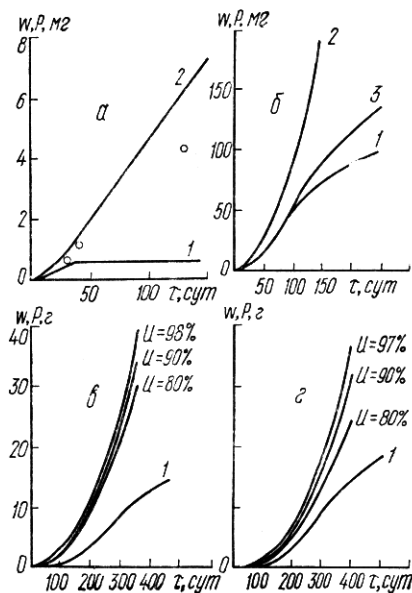 W, P, мг
8
6
4
2
0
а
2
1
50
100
τ, сут
W, P, мг
150
100
50
0
б
2
3
1
50
100
150
τ, сут
W, P, г
40
30
20
10
0
в
U=98%
U=90%
U=80%
1
100
200
300
400
τ, сут
W, P, г
0
г
U=97%
U=90%
U=80%
1
100
200
300
400
τ, сут